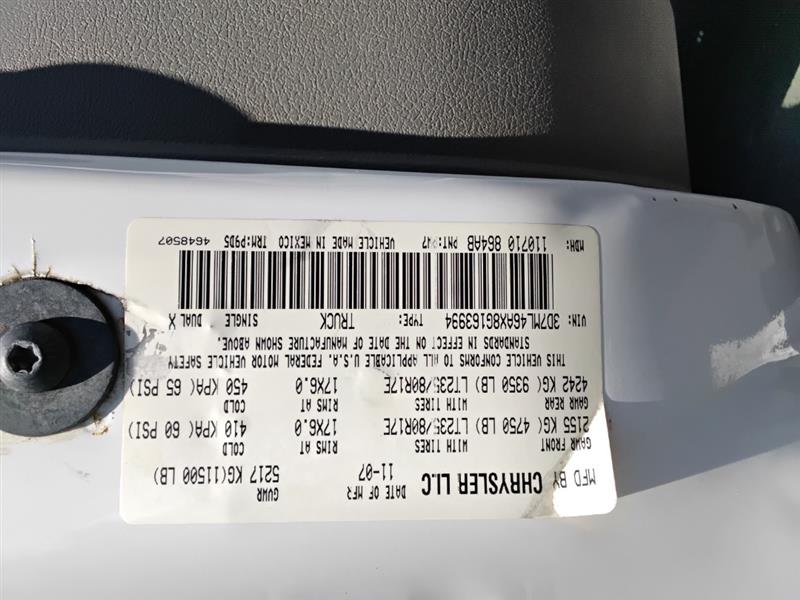 MFD BY CHRYSLER LLC DATE OF MFR GVWR
11-07 5217 KG(11500 LB)
GAWR FRONT WITH TIRES RIMS AT COLD
2155 KG( 4750 LB) LT235/80R17E 17X6.0 410 KPA( 60 PSI)
GAWR REAR WITH TIRES RIMS AT COLD
4242 KG( 9350 LB) LT235/80R17E 17X6.0 450 KPA( 65 PSI)
THIS VEHICLE CONFORMS TO ALL APPLICABLE U.S.A. FEDERAL MOTOR VEHICLE SAFETY
STANDARDS IN EFFECT ON THE DATE OF MANUFACTURE SHOWN ABOVE.
VIN: 3D7ML46AX8G163994 TYPE: TRUCK SINGLE DUAL X
MDH: 110710 864AB PNT: VEHICLE MADE IN MEXICO TRM:P9D5 4648507